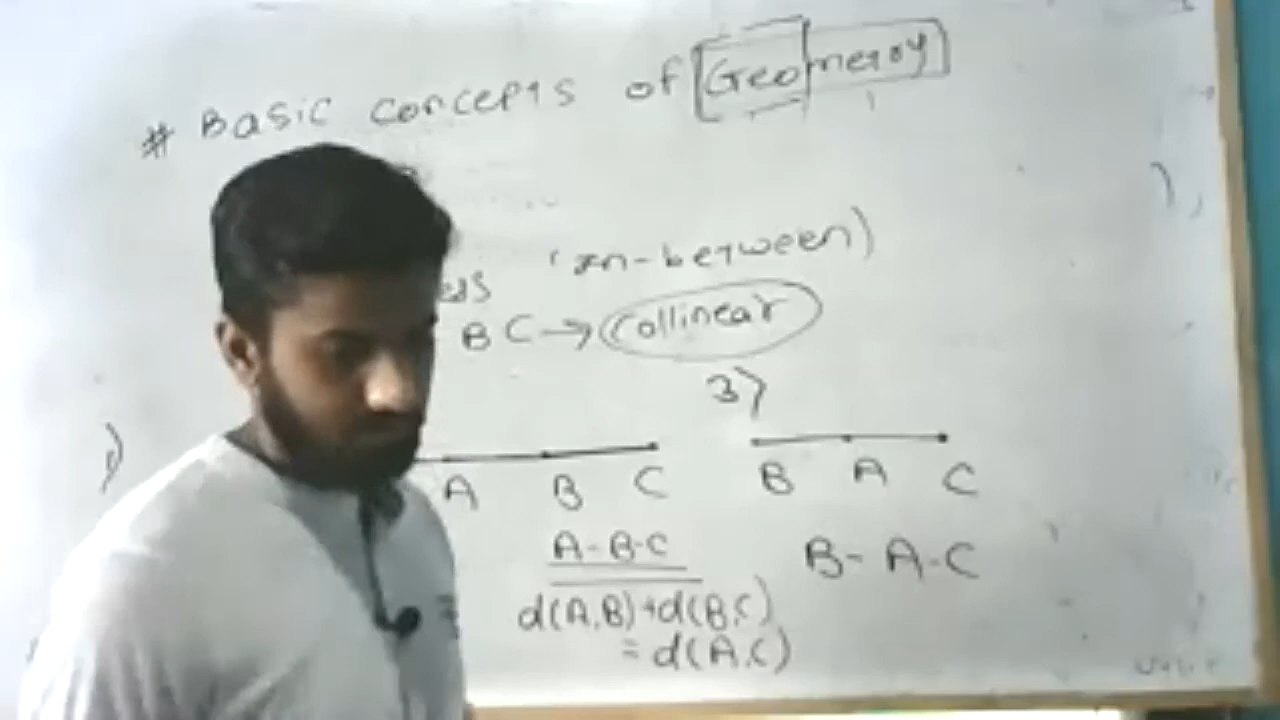 # Basic concepts of Geometry
(In-between)
B C → Collinear
3)
A B C
B A C
A-B-C
B-A-C
d(A,B)+d(B,C)
= d(A,C)